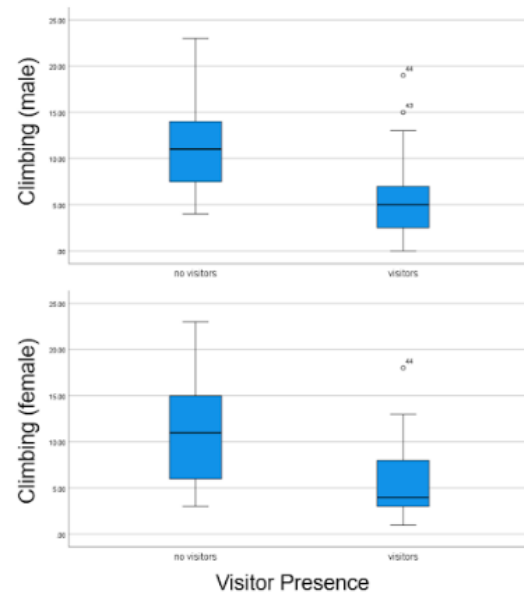 Climbing (male)
25.00
20.00
15.00
10.00
5.00
.00
44
43
no visitors
visitors
Climbing (female)
25.00
20.00
15.00
10.00
5.00
.00
44
no visitors
visitors
Visitor Presence